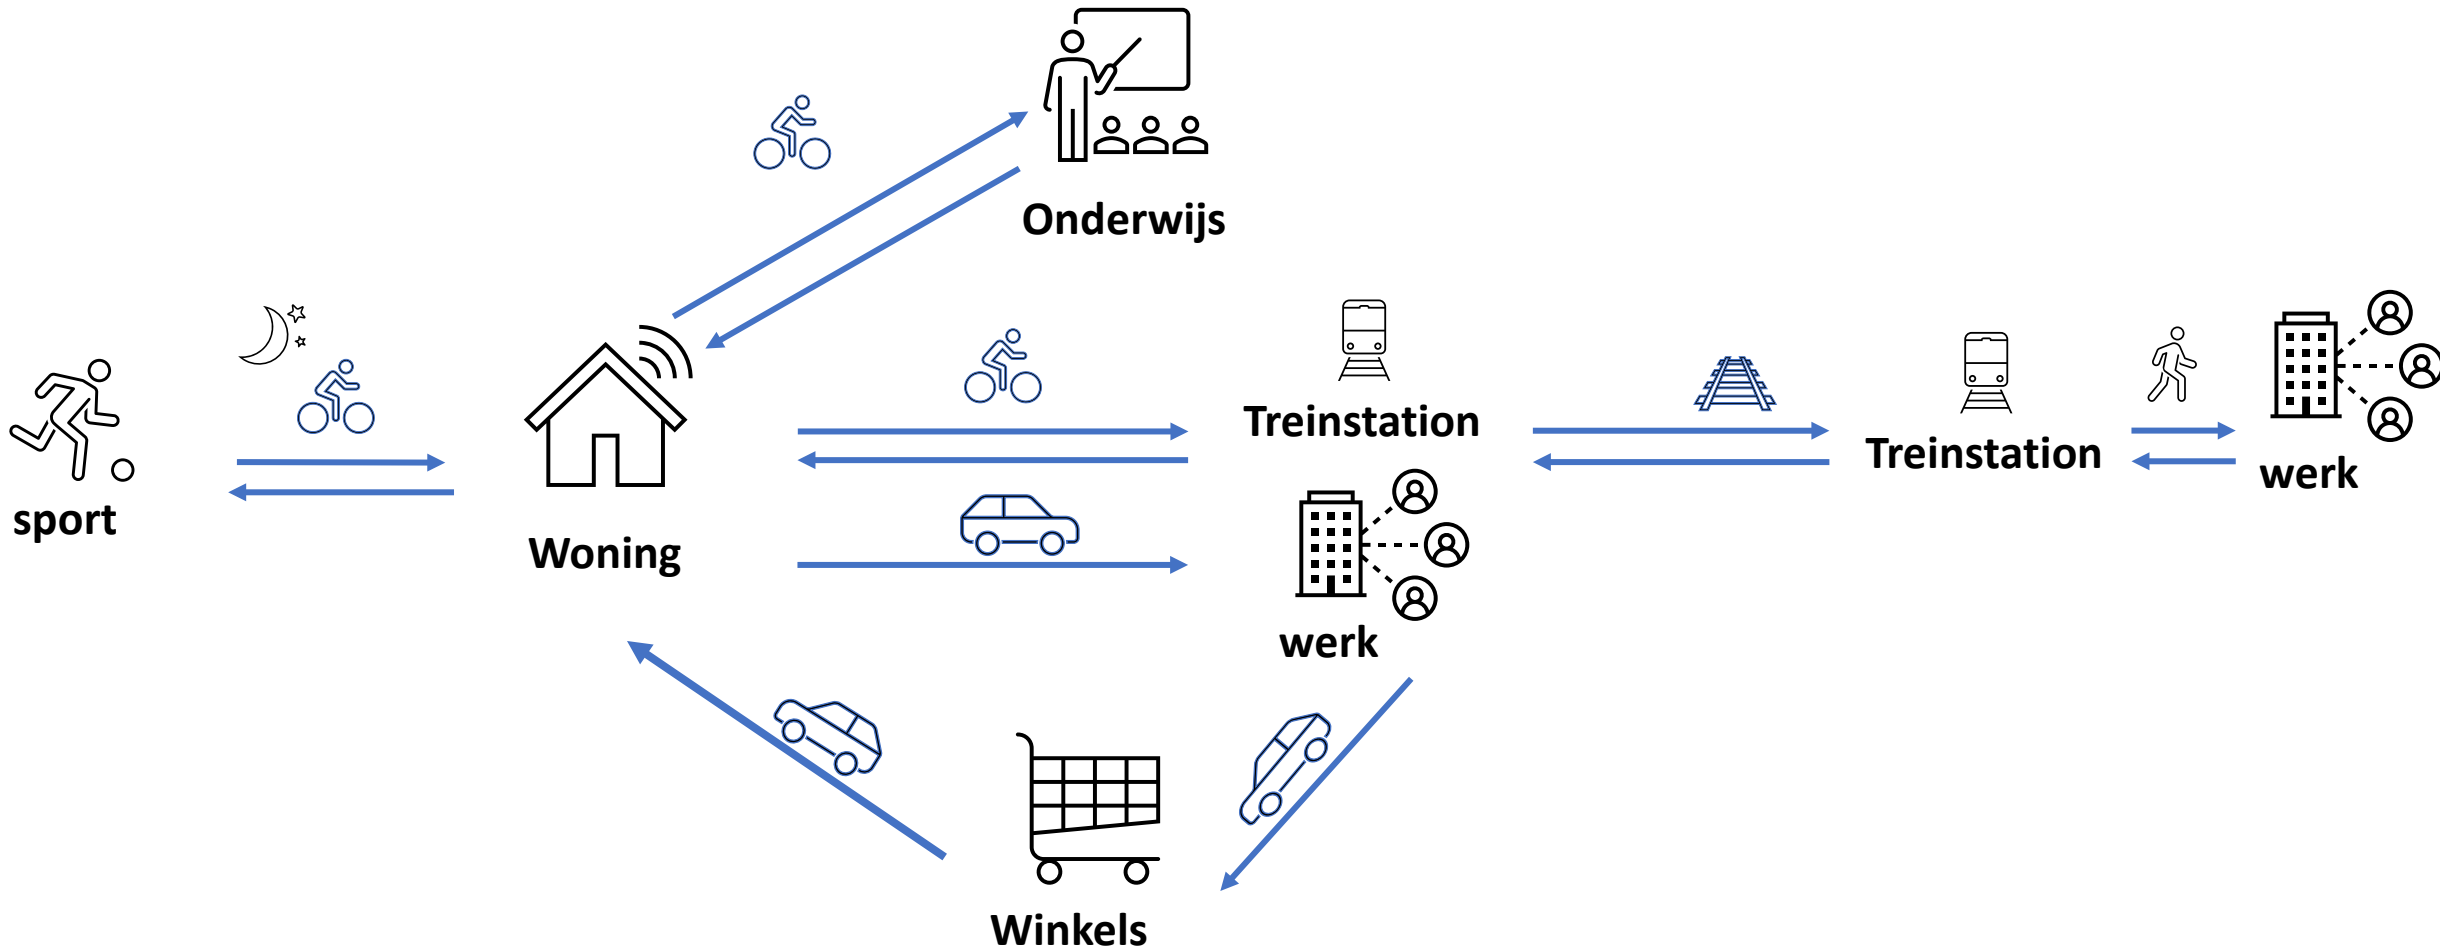 Onderwijs
Treinstation
Treinstation
werk
sport
Woning
werk
Winkels